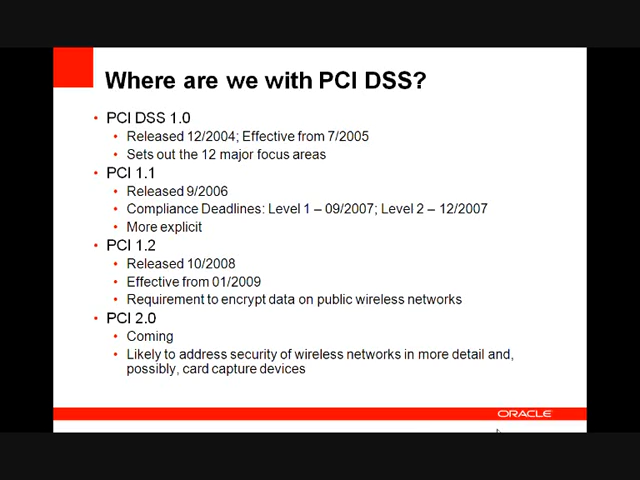 Where are we with PCI DSS?
• PCI DSS 1.0
• Released 12/2004; Effective from 7/2005
• Sets out the 12 major focus areas
• PCI 1.1
• Released 9/2006
• Compliance Deadlines: Level 1 – 09/2007; Level 2 – 12/2007
• More explicit
• PCI 1.2
• Released 10/2008
• Effective from 01/2009
• Requirement to encrypt data on public wireless networks
• PCI 2.0
• Coming
• Likely to address security of wireless networks in more detail and,
possibly, card capture devices
ORACLE